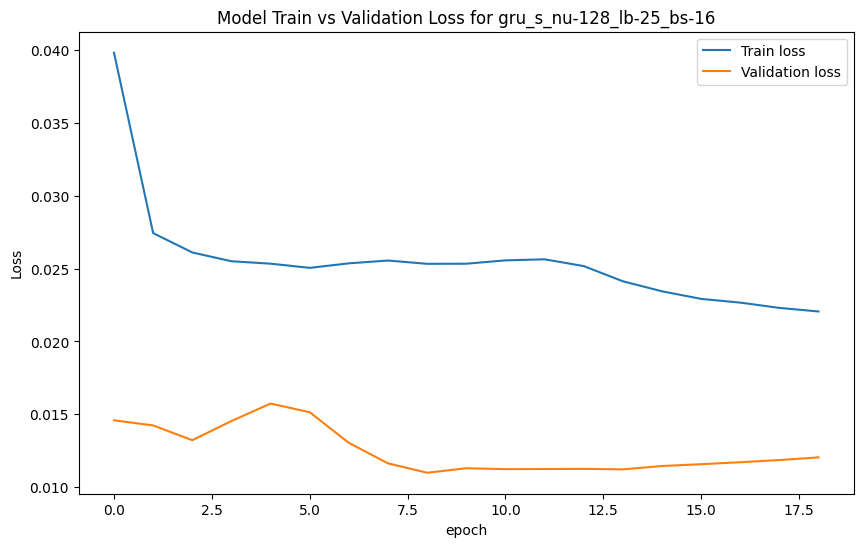 Model Train vs Validation Loss for gru_s_nu-128_lb-25_bs-16
Train loss
Validation loss
0.040
0.035
0.030
0.025
0.020
0.015
0.010
Loss
0.0 2.5 5.0 7.5 10.0 12.5 15.0 17.5
epoch